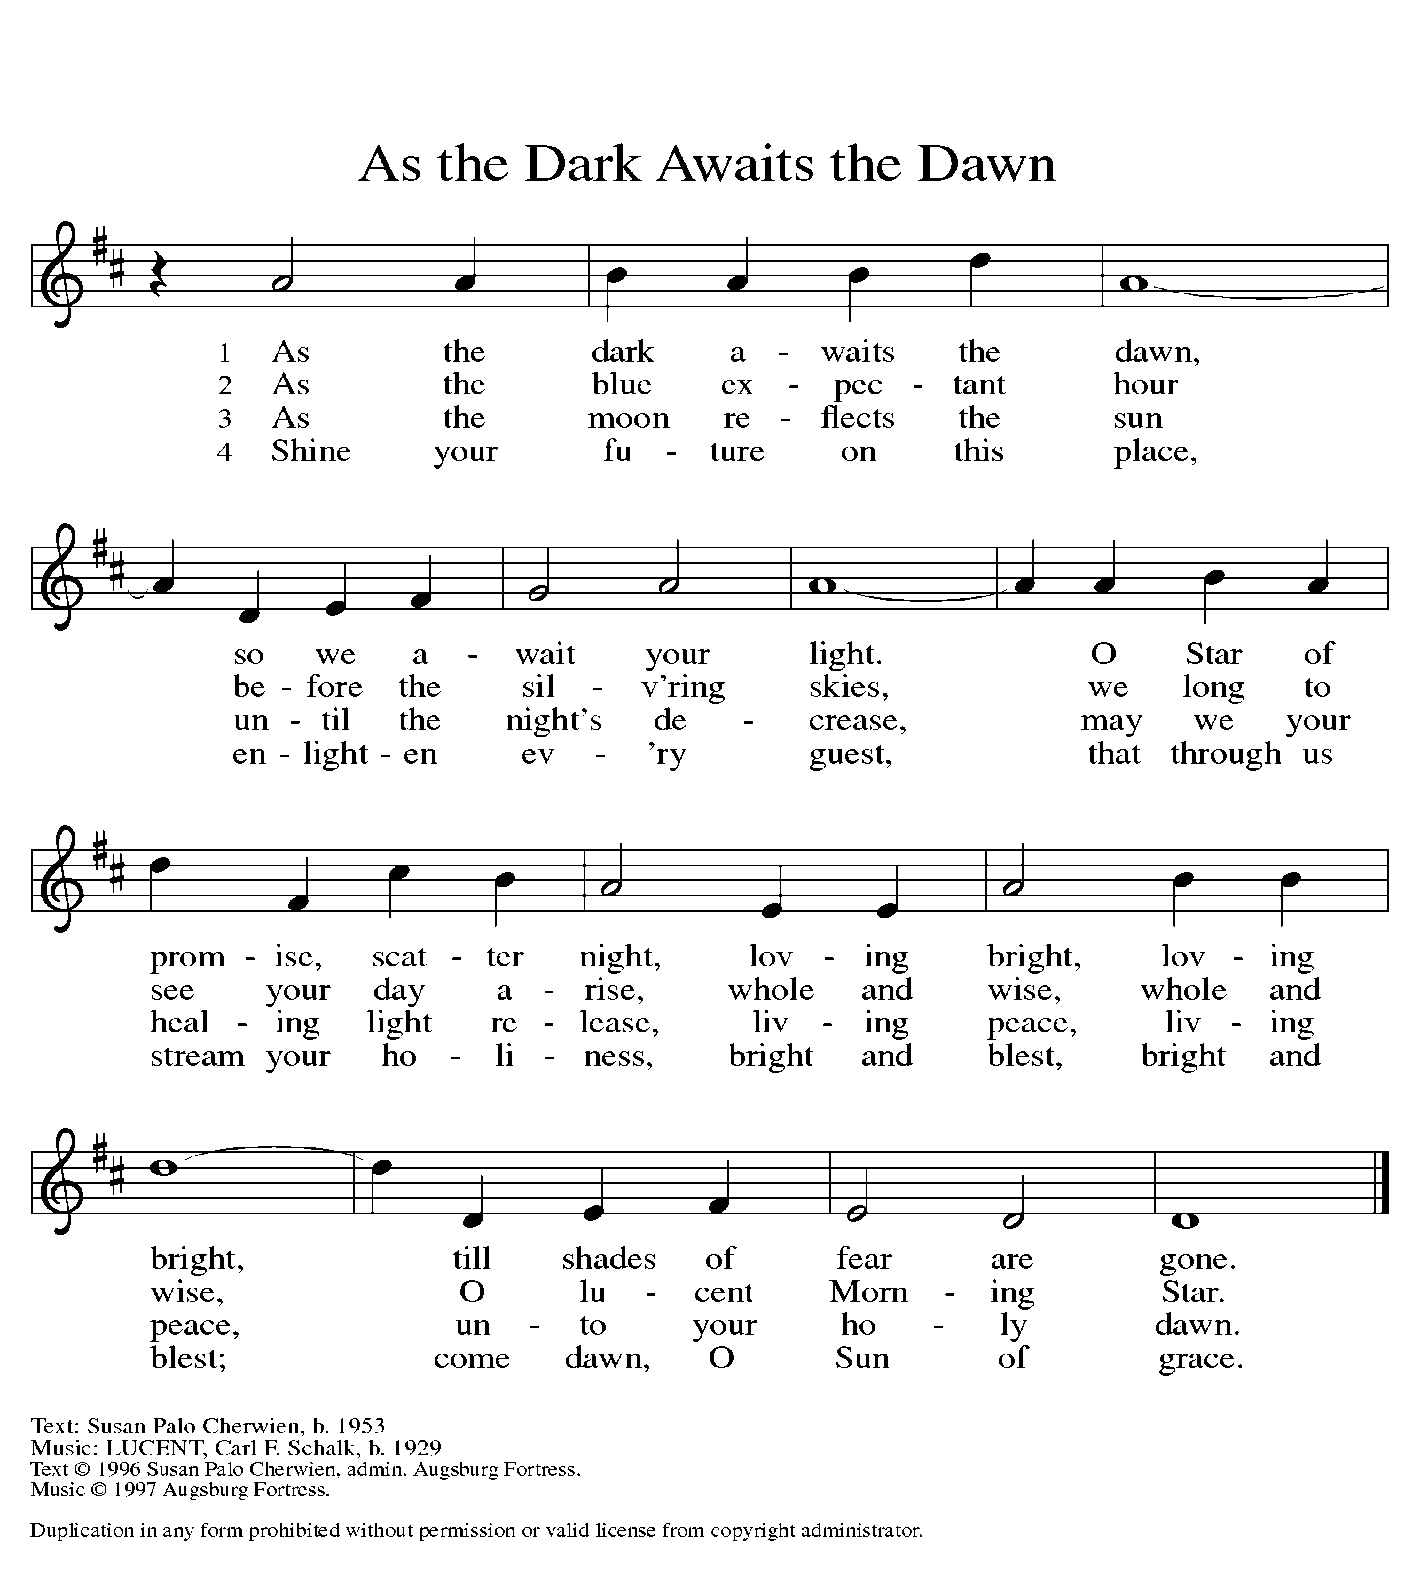 As the Dark Awaits the Dawn
1 As the dark a - waits the dawn,
2 As the blue ex - pec - tant hour
3 As the moon re - flects the sun
4 Shine your fu - ture on this place,
so we a - wait your light. O Star of
be - fore the sil - v'ring skies, we long to
un - til the night's de - crease, may we your
en - light - en ev - 'ry guest, that through us
prom - ise, scat - ter night, lov - ing bright, lov - ing
see your day a - rise, whole and wise, whole and
heal - ing light re - lease, liv - ing peace, liv - ing
stream your ho - li - ness, bright and blest, bright and
bright, till shades of fear are gone.
wise, O lu - cent Morn - ing Star.
peace, un - to your ho - ly dawn.
blest; come dawn, O Sun of grace.
Text: Susan Palo Cherwien, b. 1953
Music: LUCENT, Carl F. Schalk, b. 1929
Text © 1996 Susan Palo Cherwien, admin. Augsburg Fortress.
Music © 1997 Augsburg Fortress.
Duplication in any form prohibited without permission or valid license from copyright administrator.